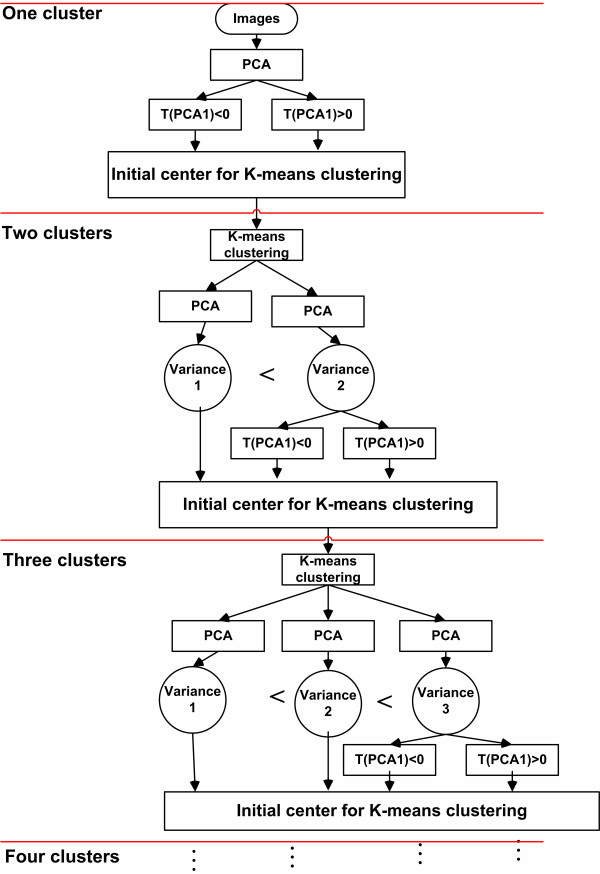 One cluster
Images
PCA
T(PCA1)<0
T(PCA1)>0
Initial center for K-means clustering
Two clusters
K-means
clustering
PCA
PCA
Variance
1
<
Variance
2
T(PCA1)<0
T(PCA1)>0
Initial center for K-means clustering
Three clusters
K-means
clustering
PCA
PCA
PCA
Variance
1
<
Variance
2
<
Variance
3
T(PCA1)<0
T(PCA1)>0
Initial center for K-means clustering
Four clusters